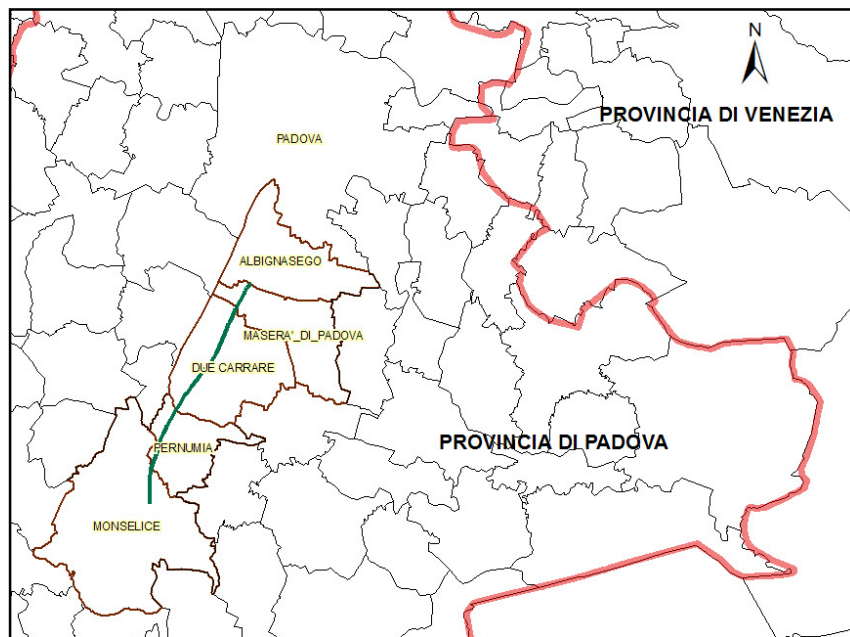 N
PROVINCIA DI VENEZIA
PADOVA
ALBIGNASEGO
MASERA'_DI_PADOVA
DUE CARRARE
PROVINCIA DI PADOVA
PERNUMIA
MONSELICE